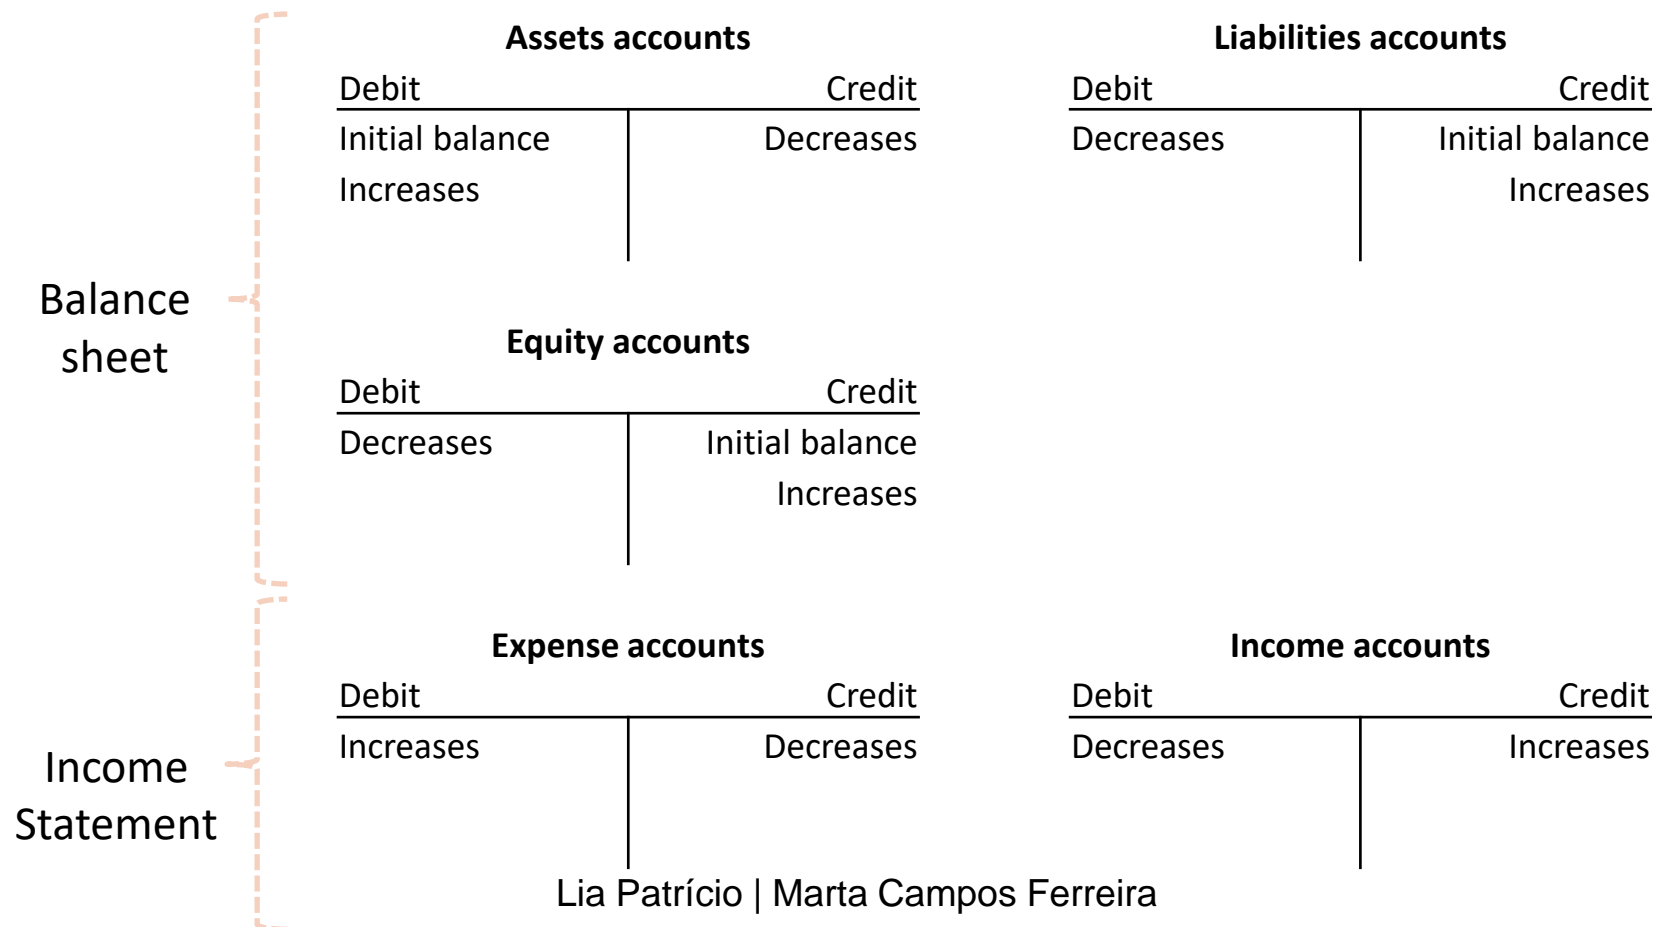 Assets accounts
Debit Credit
Initial balance Decreases
Increases
Liabilities accounts
Debit Credit
Decreases Initial balance
Increases
Balance
sheet
Equity accounts
Debit Credit
Decreases Initial balance
Increases
Expense accounts
Debit Credit
Increases Decreases
Income accounts
Debit Credit
Decreases Increases
Income
Statement
Lia Patrício | Marta Campos Ferreira